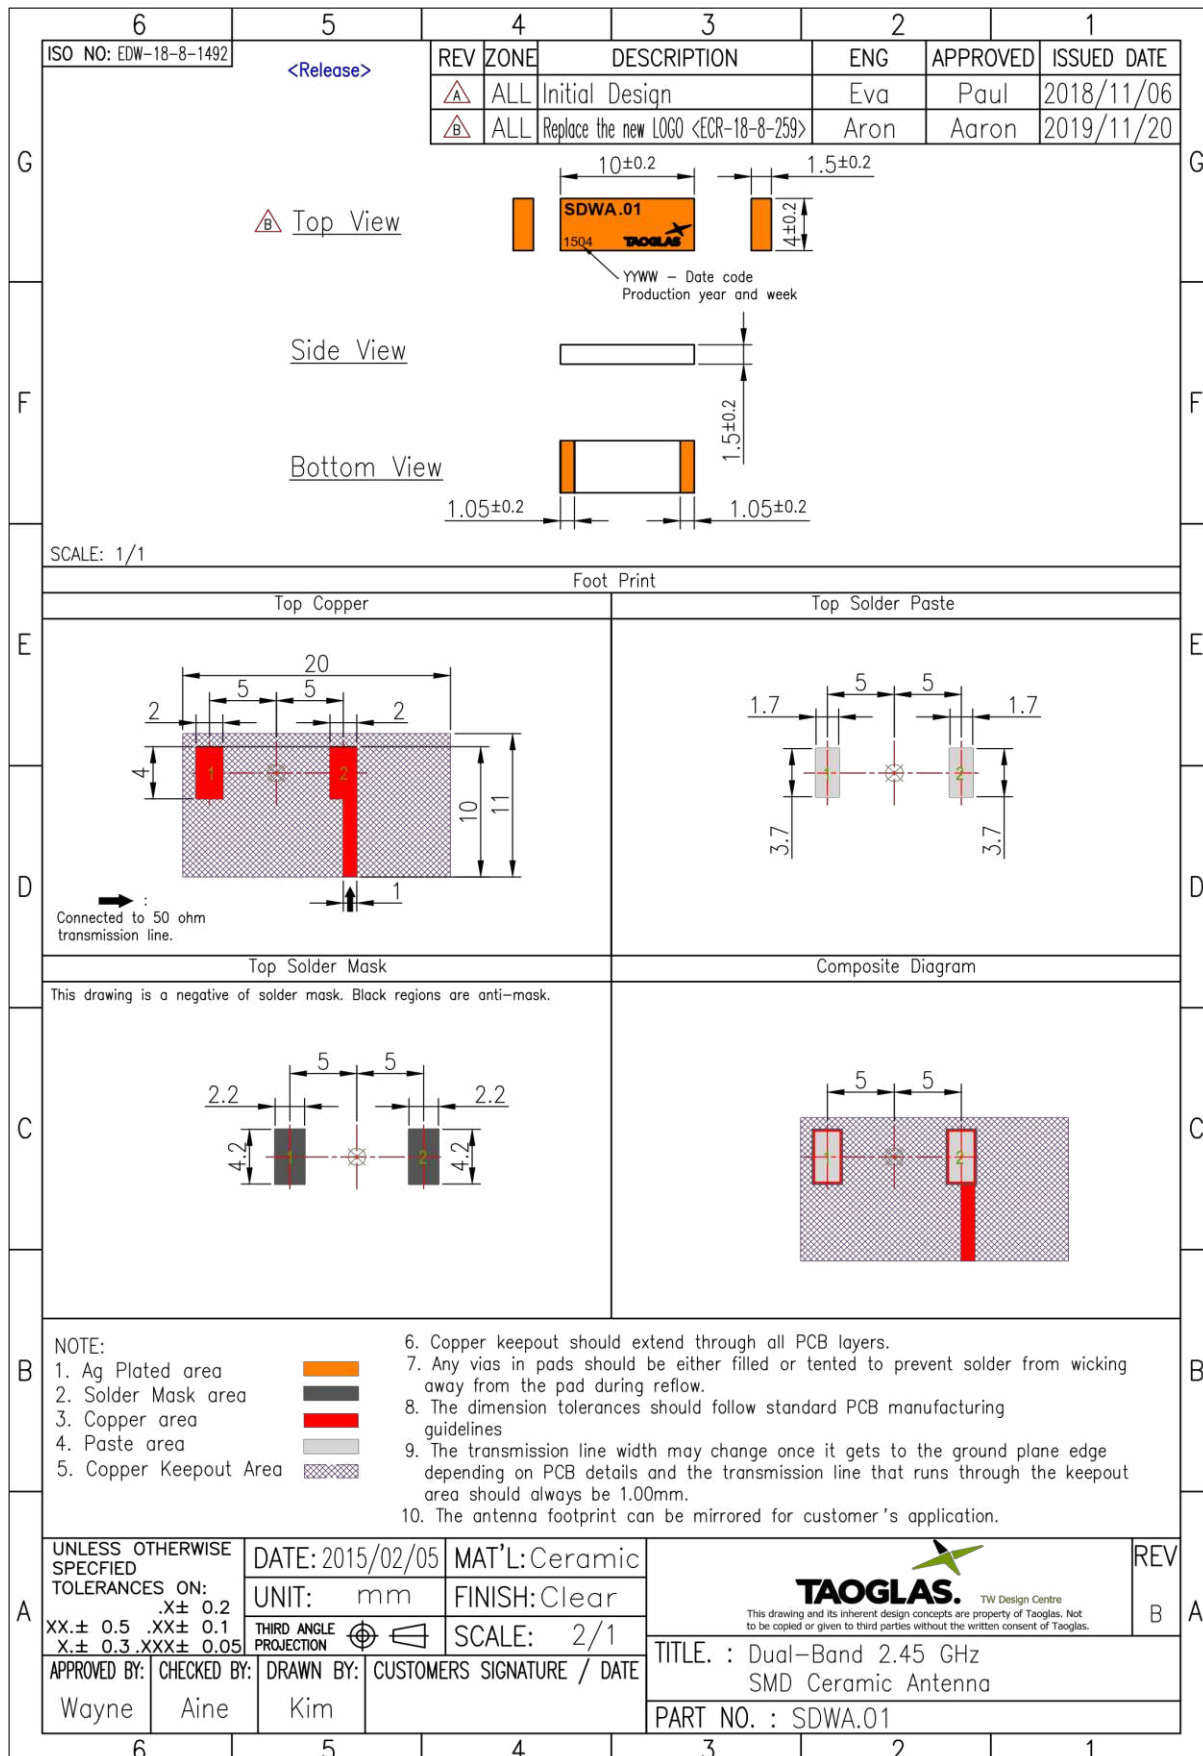 6 5 4 3 2 1
ISO NO: EDW-18-8-1492
<Release>
REV ZONE DESCRIPTION ENG APPROVED ISSUED DATE
A ALL Initial Design Eva Paul 2018/11/06
B ALL Replace the new LOGO <ECR-18-8-259> Aron Aaron 2019/11/20
G G
10±0.2 1.5±0.2
B Top View
SDWA.01
1504 TAOGLAS
4±0.2
YYWW - Date code
Production year and week
Side View
1.5±0.2
F F
Bottom View
1.05±0.2 1.05±0.2
SCALE: 1/1
Foot Print
Top Copper Top Solder Paste
E E
20
5 5
2 2
4 1 2 10 11
1
:
Connected to 50 ohm
transmission line.
5 5
1.7 1.7
1 2
3.7 3.7
D D
Top Solder Mask Composite Diagram
This drawing is a negative of solder mask. Black regions are anti-mask.
5 5
2.2 2.2
4.2 1 2 4.2
5 5
1 2
C C
NOTE:
1. Ag Plated area
2. Solder Mask area
3. Copper area
4. Paste area
5. Copper Keepout Area
6. Copper keepout should extend through all PCB layers.
7. Any vias in pads should be either filled or tented to prevent solder from wicking
away from the pad during reflow.
8. The dimension tolerances should follow standard PCB manufacturing
guidelines
9. The transmission line width may change once it gets to the ground plane edge
depending on PCB details and the transmission line that runs through the keepout
area should always be 1.00mm.
10. The antenna footprint can be mirrored for customer's application.
B B
UNLESS OTHERWISE
SPECFIED
TOLERANCES ON:
.X± 0.2
XX.± 0.5 .XX± 0.1
X.± 0.3 .XXX± 0.05
DATE: 2015/02/05 MAT'L: Ceramic
UNIT: mm FINISH: Clear
THIRD ANGLE
PROJECTION
SCALE: 2/1
TAOGLAS. TW Design Centre
This drawing and its inherent design concepts are property of Taoglas. Not
to be copied or given to third parties without the written consent of Taoglas.
REV
B
A A
APPROVED BY: CHECKED BY: DRAWN BY: CUSTOMERS SIGNATURE / DATE
Wayne Aine Kim
TITLE. : Dual-Band 2.45 GHz
SMD Ceramic Antenna
PART NO. : SDWA.01
6 5 4 3 2 1